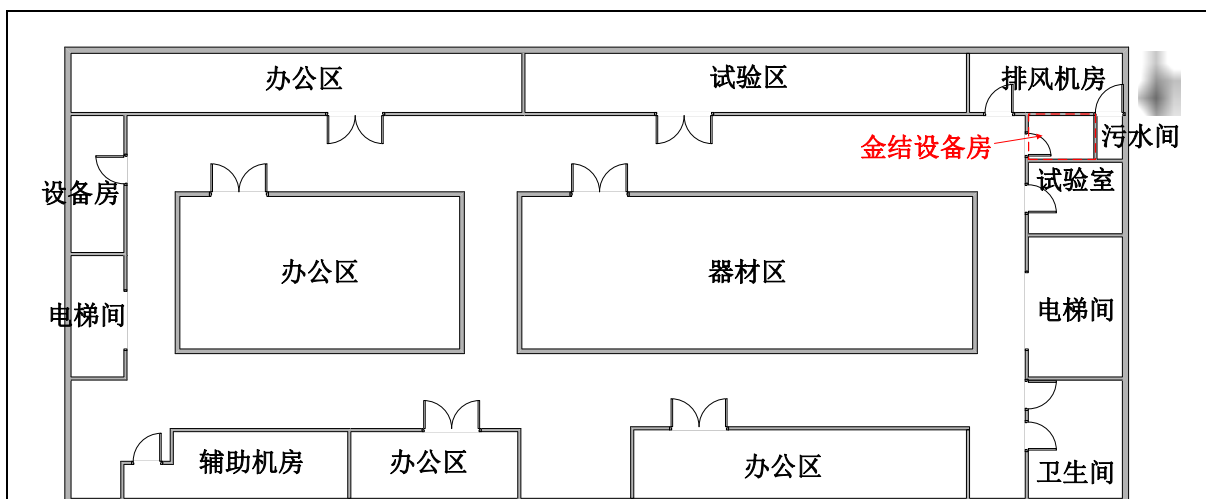 办公区
试验区
排风机房
金结设备房
污水间
设备房
试验室
办公区
器材区
电梯间
电梯间
辅助机房
办公区
办公区
卫生间